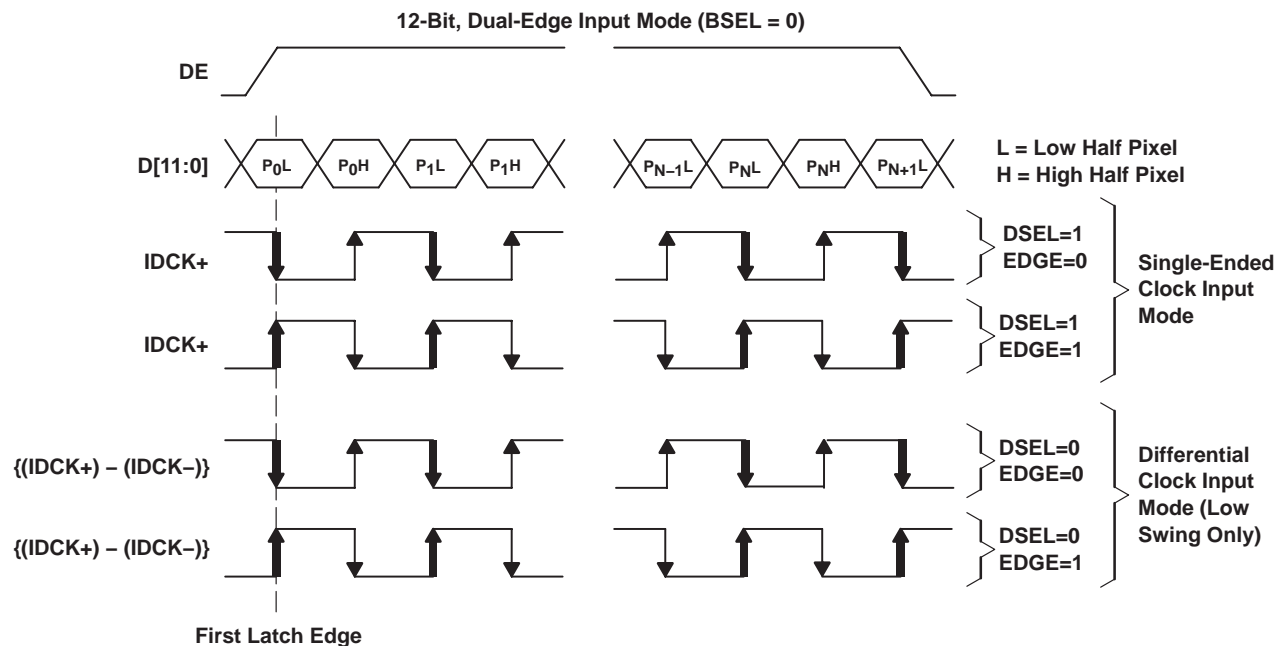 12-Bit, Dual-Edge Input Mode (BSEL = 0)
DE
D[11:0]
P0L P0H P1L P1H PN–1L PNL PNH PN+1L
L = Low Half Pixel
H = High Half Pixel
IDCK+
DSEL=1
EDGE=0
IDCK+
DSEL=1
EDGE=1
Single-Ended
Clock Input
Mode
{(IDCK+) – (IDCK–)}
DSEL=0
EDGE=0
{(IDCK+) – (IDCK–)}
DSEL=0
EDGE=1
Differential
Clock Input
Mode (Low
Swing Only)
First Latch Edge